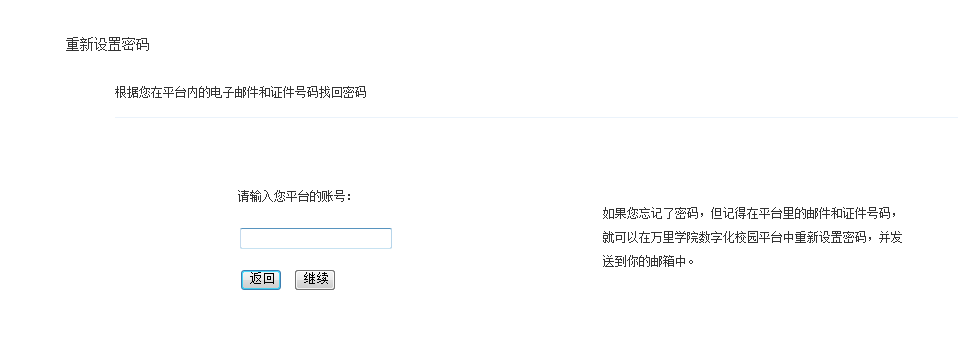 重新设置密码
根据您在平台内的电子邮件和证件号码找回密码
请输入您平台的账号：
如果您忘记了密码，但记得在平台里的邮件和证件号码，
就可以在万里学院数字化校园平台中重新设置密码，并发
送到你的邮箱中。
返回 继续